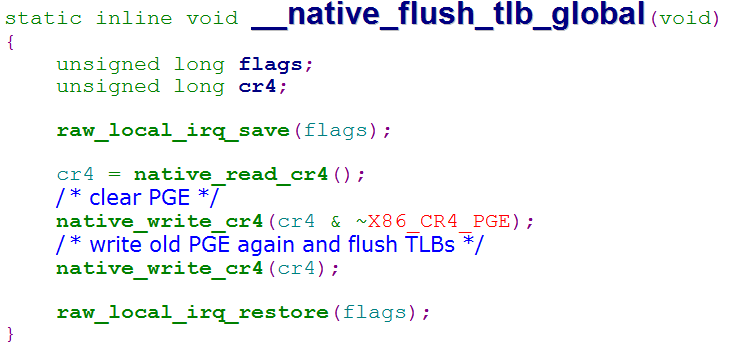 static inline void __native_flush_tlb_global(void)
{
unsigned long flags;
unsigned long cr4;
raw_local_irq_save(flags);
cr4 = native_read_cr4();
/* clear PGE */
native_write_cr4(cr4 & ~X86_CR4_PGE);
/* write old PGE again and flush TLBs */
native_write_cr4(cr4);
raw_local_irq_restore(flags);
}